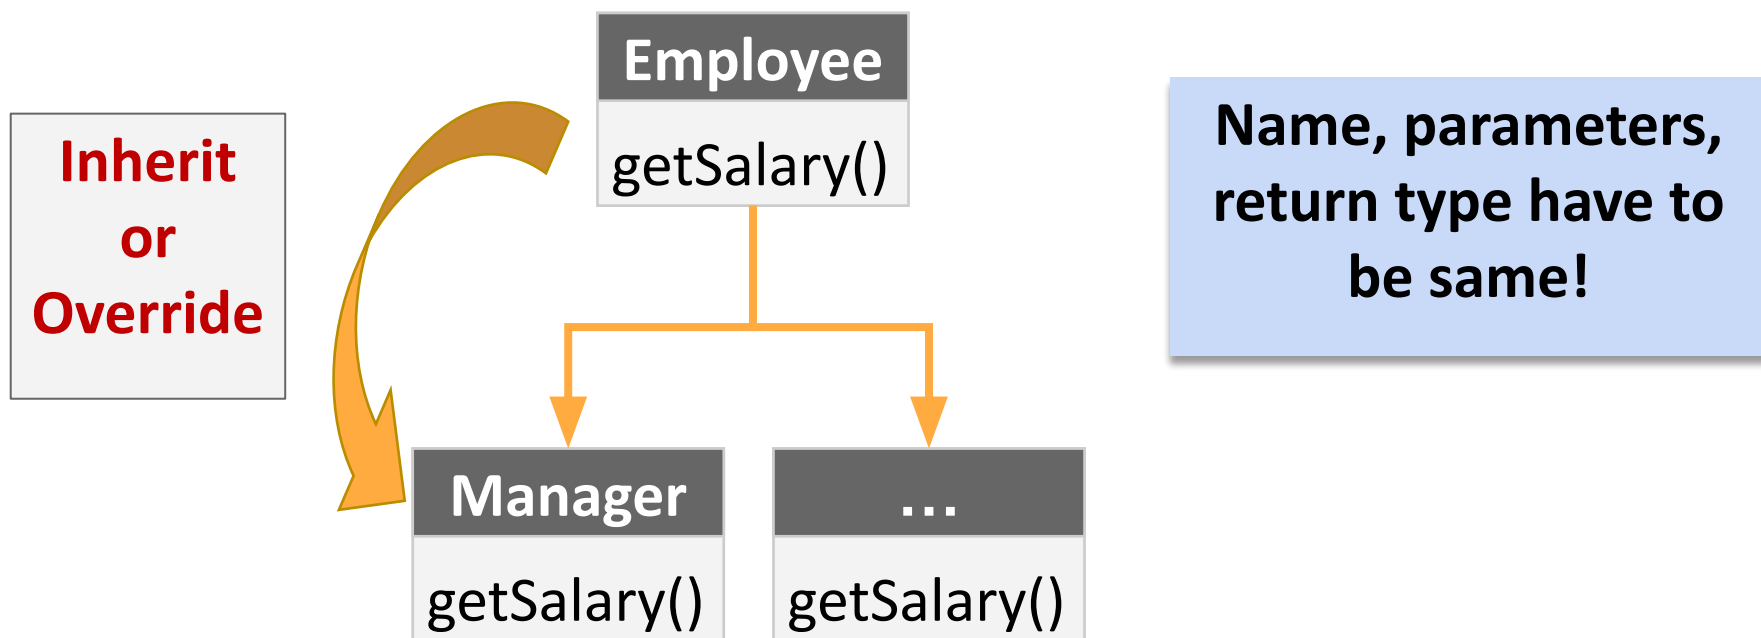 Employee
getSalary()
Inherit
or
Override
Name, parameters,
return type have to
be same!
Manager
getSalary()
...
getSalary()